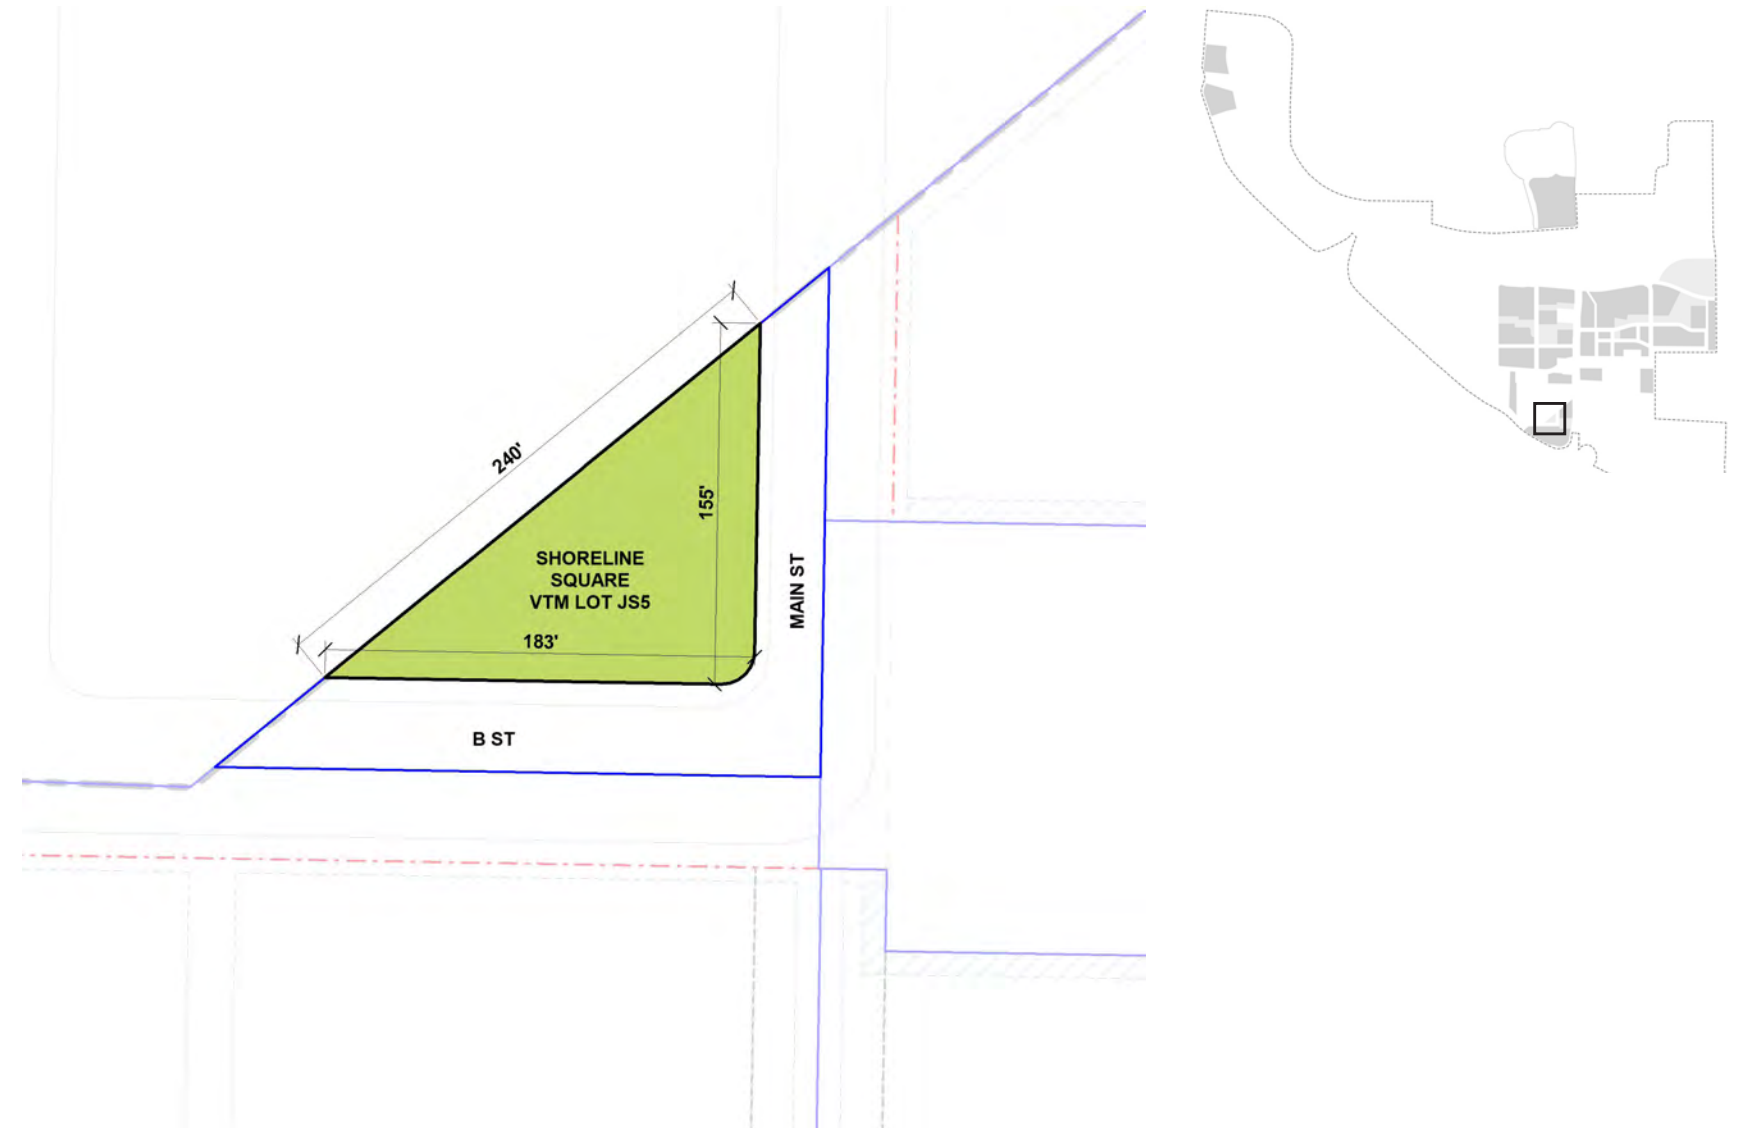 240'
155'
SHORELINE
SQUARE
VTM LOT JS5
183'
MAIN ST
B ST